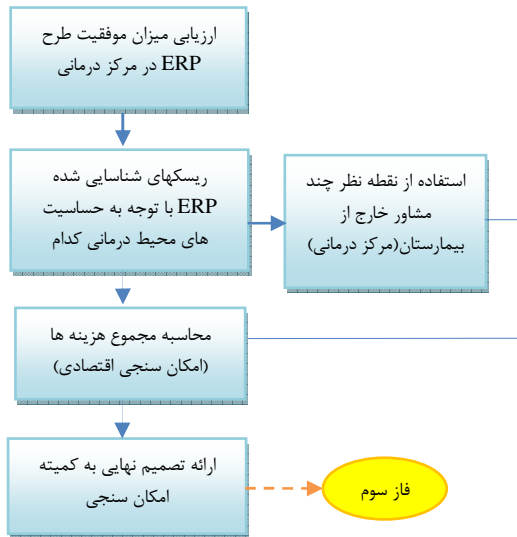 ارزیابی میزان موفقیت طرح
ERP در مرکز درمانی
ریسکهای شناسایی شده
ERP با توجه به حساسیت
های محیط درمانی کدام
استفاده از نقطه نظر چند
مشاور خارج از
بیمارستان(مرکز درمانی)
محاسبه مجموع هزینه ها
(امکان سنجی اقتصادی)
ارائه تصمیم نهایی به کمیته
امکان سنجی
فاز سوم